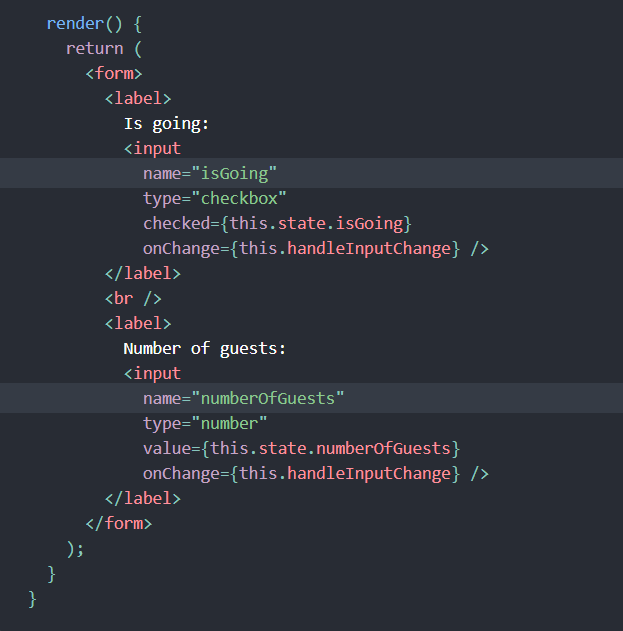 render() {
return (
<form>
<label>
Is going:
<input
name="isGoing"
type="checkbox"
checked={this.state.isGoing}
onChange={this.handleInputChange} />
</label>
<br />
<label>
Number of guests:
<input
name="numberOfGuests"
type="number"
value={this.state.numberOfGuests}
onChange={this.handleInputChange} />
</label>
</form>
);
}
}